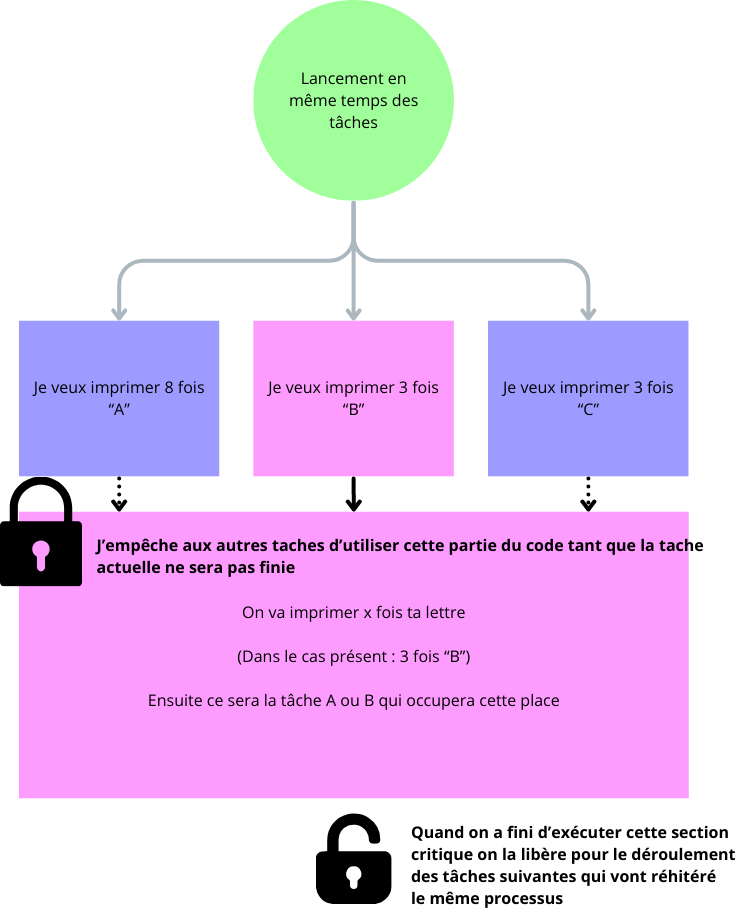 Lancement en
même temps des
tâches
Je veux imprimer 8 fois
“A”
Je veux imprimer 3 fois
“B”
Je veux imprimer 3 fois
“C”
J’empêche aux autres taches d’utiliser cette partie du code tant que la tache
actuelle ne sera pas finie
On va imprimer x fois ta lettre
(Dans le cas présent : 3 fois “B”)
Ensuite ce sera la tâche A ou B qui occupera cette place
Quand on a fini d’exécuter cette section
critique on la libère pour le déroulement
des tâches suivantes qui vont réhitéré
le même processus